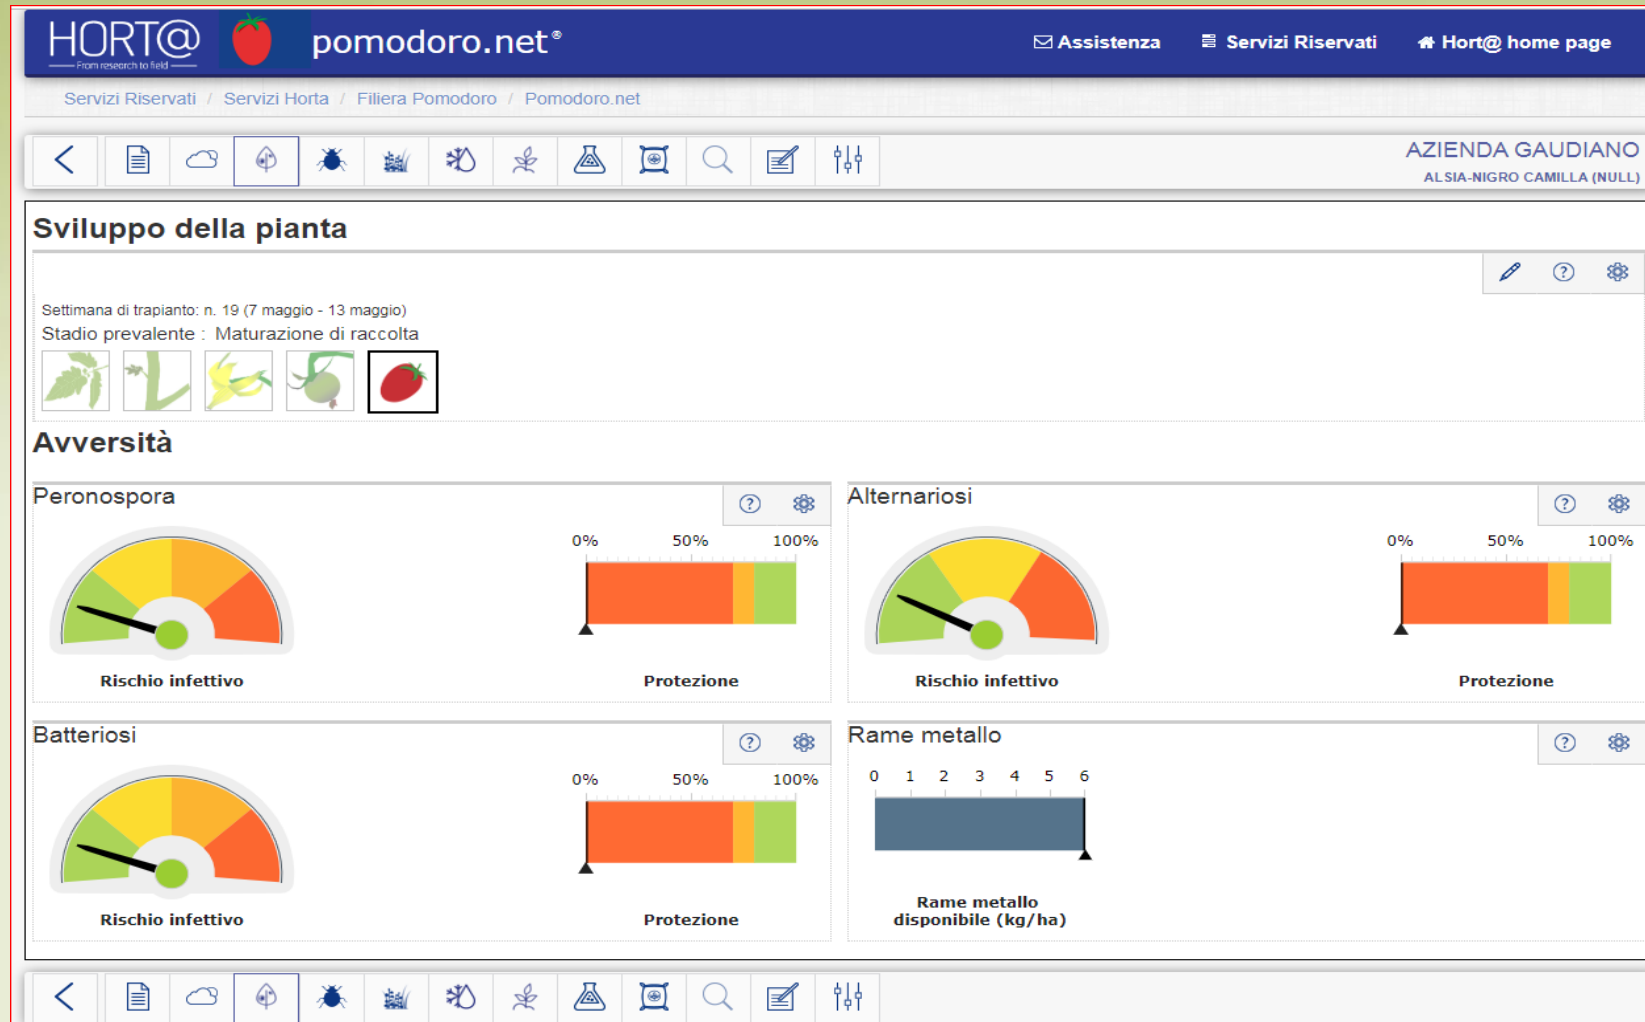 HORT@
From research to field
pomodoro.net®
Assistenza
Servizi Riservati
Hort@ home page
Servizi Riservati / Servizi Horta / Filiera Pomodoro / Pomodoro.net
AZIENDA GAUDIANO
ALSIA-NIGRO CAMILLA (NULL)
Sviluppo della pianta
Settimana di trapianto: n. 19 (7 maggio - 13 maggio)
Stadio prevalente : Maturazione di raccolta
Avversità
Peronospora
0% 50% 100%
Rischio infettivo
Protezione
Alternariosi
0% 50% 100%
Rischio infettivo
Protezione
Batteriosi
0% 50% 100%
Rischio infettivo
Protezione
Rame metallo
0 1 2 3 4 5 6
Rame metallo
disponibile (kg/ha)